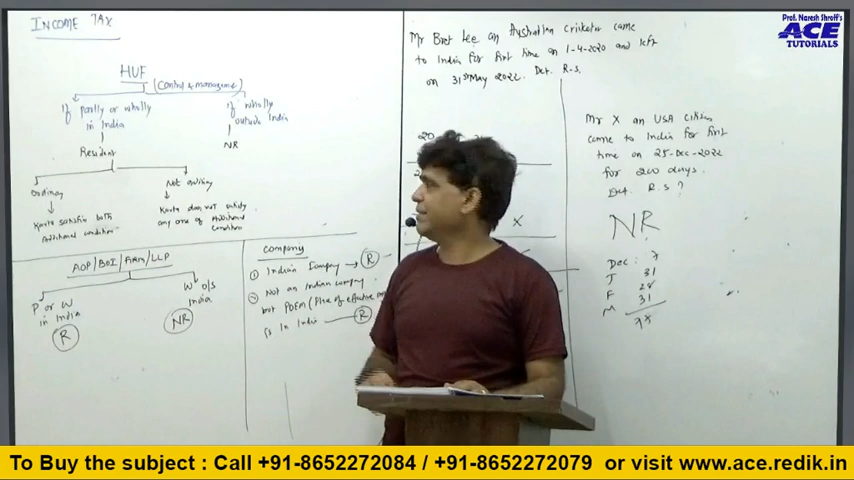 INCOME TAX
HUF
(Control & management)
If partly or wholly
in India
Resident
If wholly
outside India
NR
Ordinary
Karta satisfies both
Additional condition
Not ordinary
Karta does not satisfy
any one of Additional
Condition
AOP/BOI/Firm/LLP
P or W
in India
R
W o/s
India
NR
Company
① Indian Company → R
② Not an Indian company
but POEM (Place of effective
is In India R
Mr Bret Lee an Australian cricketer came
to India for first time on 1-4-2020 and left
on 31st May 2022. Det. R.S.
20
X
Mr X an USA citizen
came to India for first
time on 25-Dec-2022
for 200 days.
Det. R.S ?
NR
Dec : 7
J 31
F 28
M 31
Prof. Naresh Shroff's
ACE
TUTORIALS
To Buy the subject : Call +91-8652272084 / +91-8652272079 or visit www.ace.redik.in